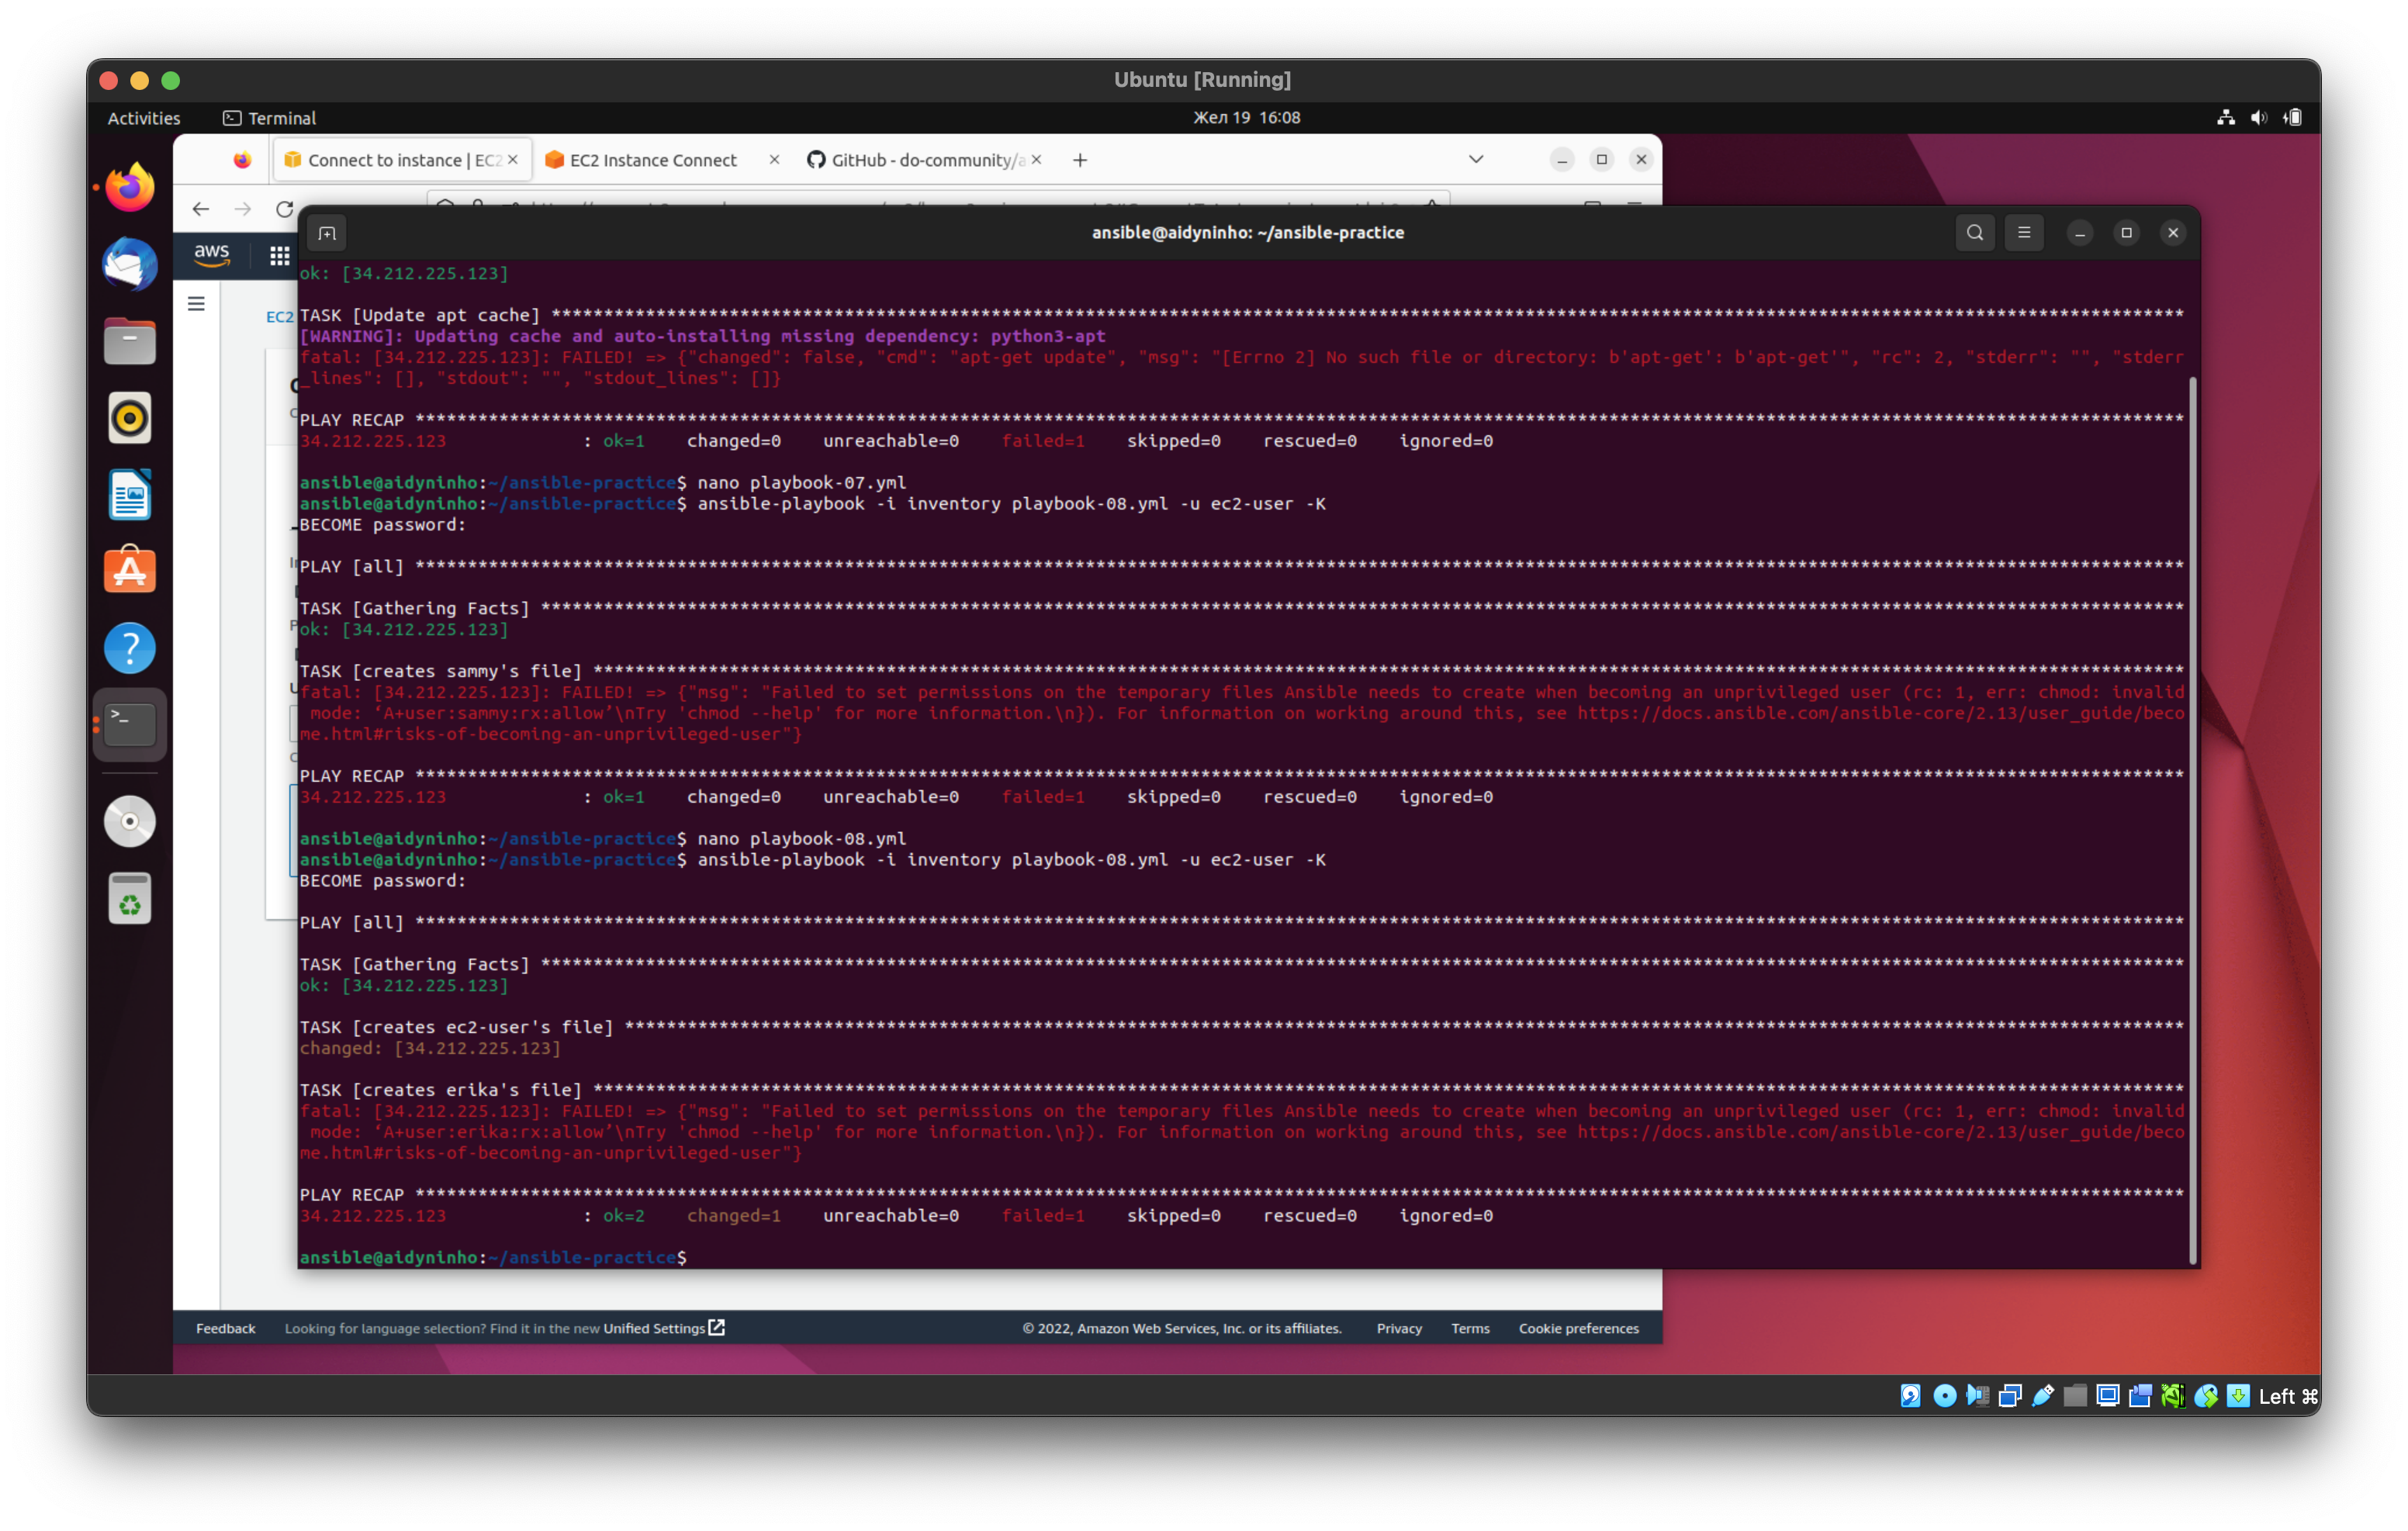 Ubuntu [Running]
Activities
Terminal
Жел 19 16:08
Connect to instance | EC2
EC2 Instance Connect
GitHub - do-community/a
aws
EC2
ansible@aidyninho: ~/ansible-practice
ok: [34.212.225.123]
TASK [Update apt cache] ****************************************************************************************************************************************************
[WARNING]: Updating cache and auto-installing missing dependency: python3-apt
fatal: [34.212.225.123]: FAILED! => {"changed": false, "cmd": "apt-get update", "msg": "[Errno 2] No such file or directory: b'apt-get': b'apt-get'", "rc": 2, "stderr": "", "stderr
_lines": [], "stdout": "", "stdout_lines": []}
PLAY RECAP *****************************************************************************************************************************************************************
34.212.225.123             : ok=1    changed=0    unreachable=0    failed=1    skipped=0    rescued=0    ignored=0
ansible@aidyninho:~/ansible-practice$ nano playbook-07.yml
ansible@aidyninho:~/ansible-practice$ ansible-playbook -i inventory playbook-08.yml -u ec2-user -K
BECOME password:
PLAY [all] *****************************************************************************************************************************************************************
TASK [Gathering Facts] *****************************************************************************************************************************************************
ok: [34.212.225.123]
TASK [creates sammy's file] ************************************************************************************************************************************************
fatal: [34.212.225.123]: FAILED! => {"msg": "Failed to set permissions on the temporary files Ansible needs to create when becoming an unprivileged user (rc: 1, err: chmod: invalid
mode: ‘A+user:sammy:rx:allow’\nTry 'chmod --help' for more information.\n}). For information on working around this, see https://docs.ansible.com/ansible-core/2.13/user_guide/beco
me.html#risks-of-becoming-an-unprivileged-user"}
PLAY RECAP *****************************************************************************************************************************************************************
34.212.225.123             : ok=1    changed=0    unreachable=0    failed=1    skipped=0    rescued=0    ignored=0
ansible@aidyninho:~/ansible-practice$ nano playbook-08.yml
ansible@aidyninho:~/ansible-practice$ ansible-playbook -i inventory playbook-08.yml -u ec2-user -K
BECOME password:
PLAY [all] *****************************************************************************************************************************************************************
TASK [Gathering Facts] *****************************************************************************************************************************************************
ok: [34.212.225.123]
TASK [creates ec2-user's file] *********************************************************************************************************************************************
changed: [34.212.225.123]
TASK [creates erika's file] ************************************************************************************************************************************************
fatal: [34.212.225.123]: FAILED! => {"msg": "Failed to set permissions on the temporary files Ansible needs to create when becoming an unprivileged user (rc: 1, err: chmod: invalid
mode: ‘A+user:erika:rx:allow’\nTry 'chmod --help' for more information.\n}). For information on working around this, see https://docs.ansible.com/ansible-core/2.13/user_guide/beco
me.html#risks-of-becoming-an-unprivileged-user"}
PLAY RECAP *****************************************************************************************************************************************************************
34.212.225.123             : ok=2    changed=1    unreachable=0    failed=1    skipped=0    rescued=0    ignored=0
ansible@aidyninho:~/ansible-practice$
Feedback
Looking for language selection? Find it in the new Unified Settings
© 2022, Amazon Web Services, Inc. or its affiliates.
Privacy
Terms
Cookie preferences
Left ⌘